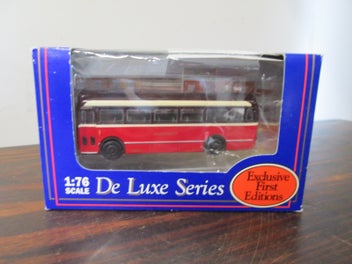 1:76
SCALE
De Luxe Series
Exclusive
First
Editions